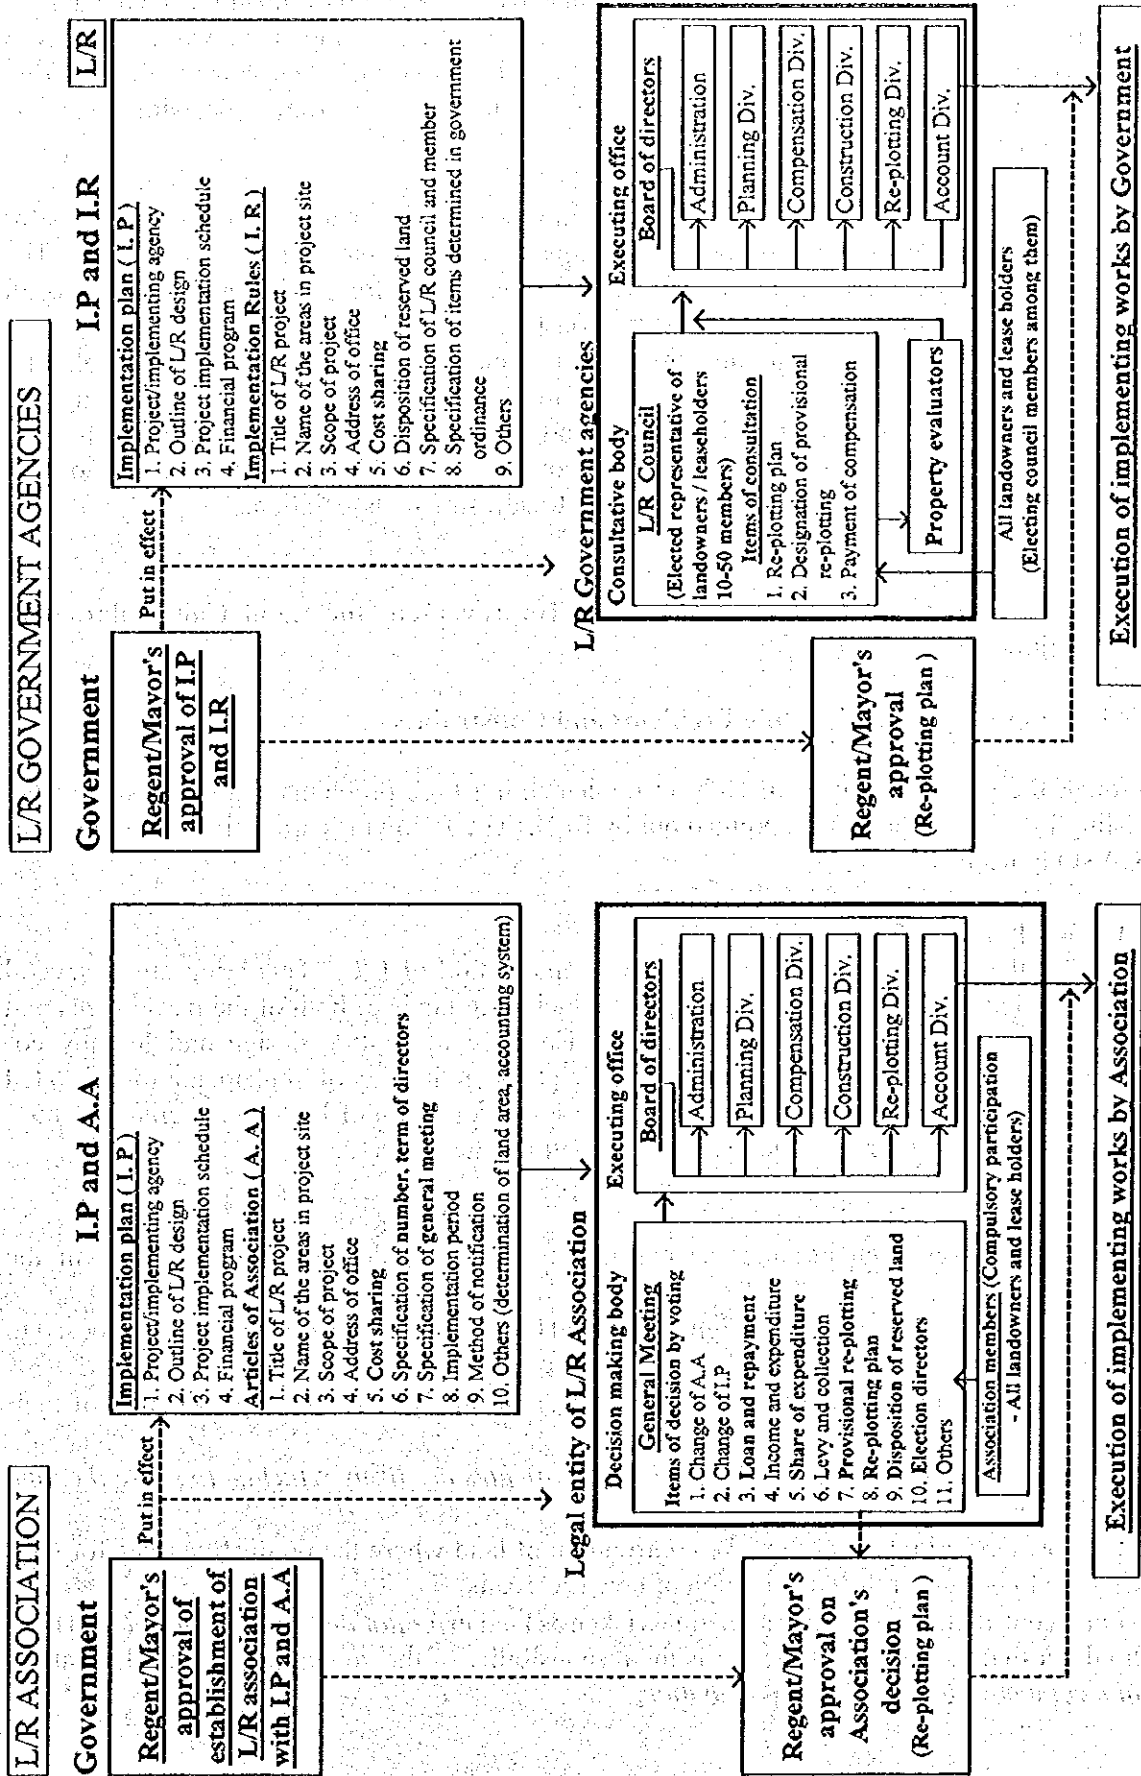 L/R ASSOCIATION
Government
Regent/Mayor's
approval of
establishment of
L/R association
with I.P and A.A
Put in effect
I.P and A.A
Implementation plan ( I. P )
1. Project/implementing agency
2. Outline of L/R design
3. Project implementation schedule
4. Financial program
Articles of Association ( A. A )
1. Title of L/R project
2. Name of the areas in project site
3. Scope of project
4. Address of office
5. Cost sharing
6. Specification of number, term of directors
7. Specification of general meeting
8. Implementation period
9. Method of notification
10. Others (determination of land area, accounting system)
Legal entity of L/R Association
Decision making body
General Meeting
Items of decision by voting
1. Change of A.A
2. Change of I.P
3. Loan and repayment
4. Income and expenditure
5. Share of expenditure
6. Levy and collection
7. Provisional re-plotting
8. Re-plotting plan
9. Disposition of reserved land
10. Election directors
11. Others
Executing office
Board of directors
Administration
Planning Div.
Compensation Div.
Construction Div.
Re-plotting Div.
Account Div.
Association members (Compulsory participation
- All landowners and lease holders)
Regent/Mayor's
approval on
Association's
decision
(Re-plotting plan )
Execution of implementing works by Association
L/R GOVERNMENT AGENCIES
Government
Regent/Mayor's
approval of I.P
and I.R
Put in effect
I.P and I.R
L/R
Implementation plan ( I. P )
1. Project/implementing agency
2. Outline of L/R design
3. Project implement schedule
4. Financial program
Implementation Rules ( I. R )
1. Title of L/R project
2. Name of the areas in project site
3. Scope of project
4. Address of office
5. Cost sharing
6. Disposition of reserved land
7. Specification of L/R council and member
8. Specification of items determined in government
ordinance
9. Others
L/R Government agencies
Consultative body
L/R Council
(Elected representative of
landowners / leaseholders
10-50 members)
Items of consultation
1. Re-plotting plan
2. Designation of provisional
re-plotting
3. Payment of compensation
Property evaluators
Executing office
Board of directors
Administration
Planning Div.
Compensation Div.
Construction Div.
Re-plotting Div.
Account Div.
All landowners and lease holders
(Electing council members among them)
Regent/Mayor's
approval
(Re-plotting plan )
Execution of implementing works by Government